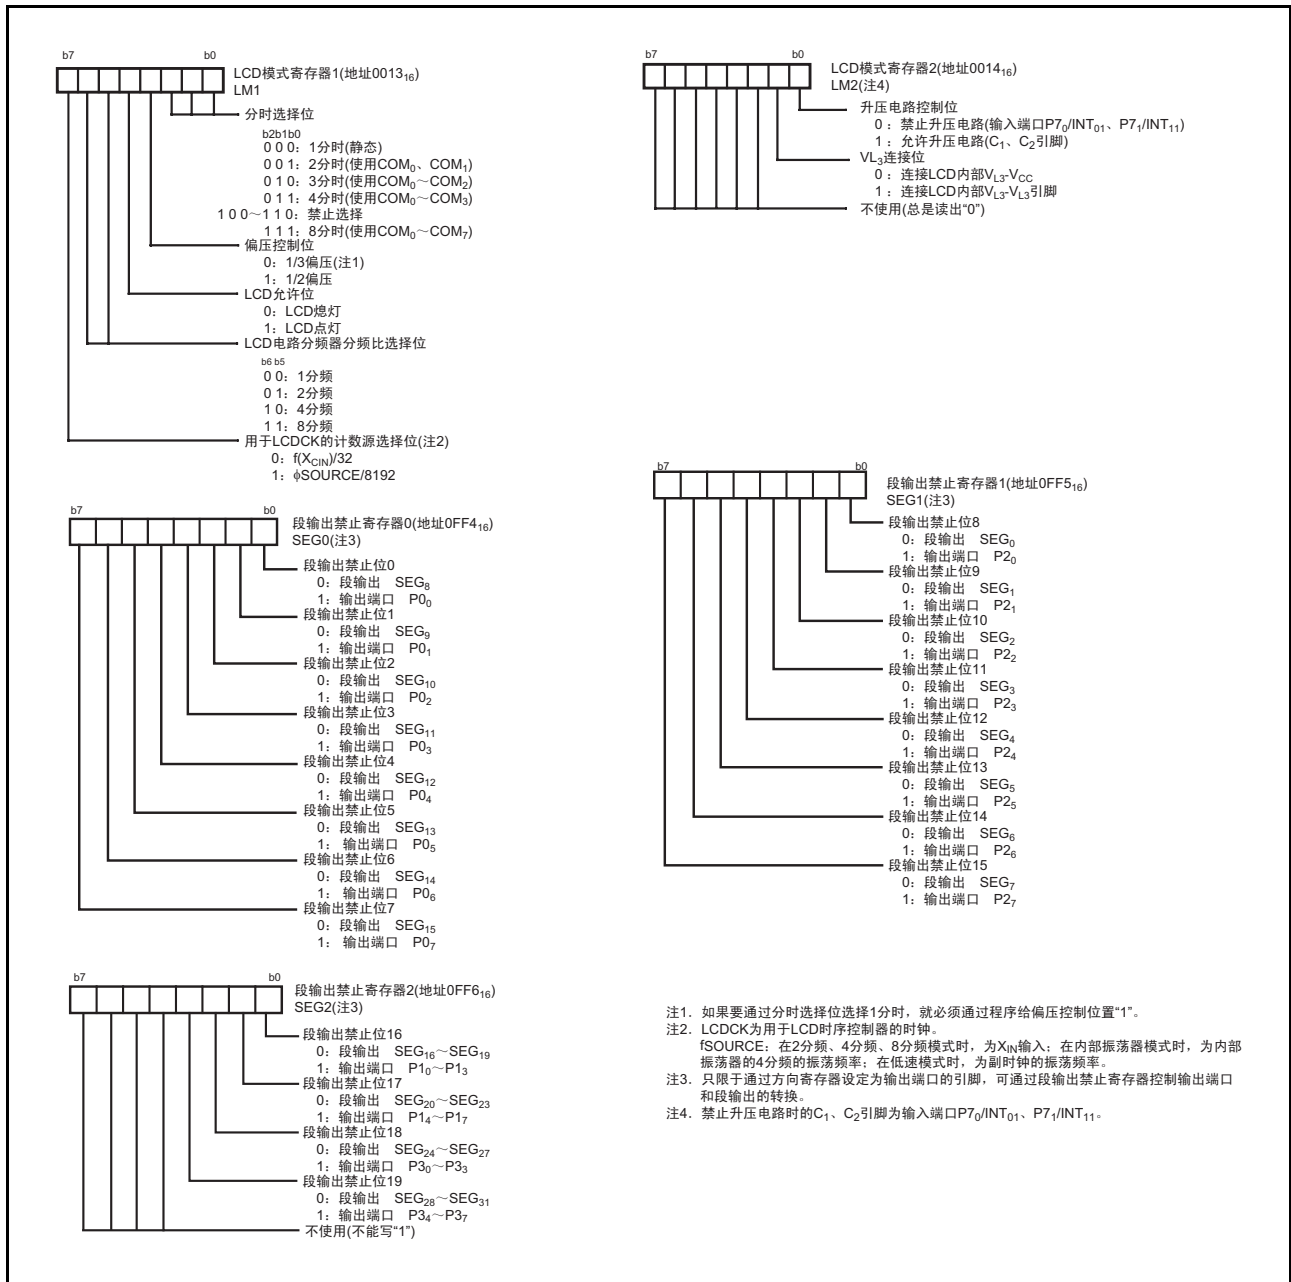 b7 b0
LCD模式寄存器1(地址0013₁₆)
LM1
分时选择位
b2b1b0
0 0 0：1分时(静态)
0 0 1：2分时(使用COM₀、COM₁)
0 1 0：3分时(使用COM₀～COM₂)
0 1 1：4分时(使用COM₀～COM₃)
1 0 0～1 1 0：禁止选择
1 1 1：8分时(使用COM₀～COM₇)
偏压控制位
0：1/3偏压(注1)
1：1/2偏压
LCD允许位
0：LCD熄灯
1：LCD点灯
LCD电路分频器分频比选择位
b6 b5
0 0：1分频
0 1：2分频
1 0：4分频
1 1：8分频
用于LCDCK的计数源选择位(注2)
0：f(X_CIN)/32
1：ϕSOURCE/8192
b7 b0
LCD模式寄存器2(地址0014₁₆)
LM2(注4)
升压电路控制位
0：禁止升压电路(输入端口P7₀/INT₀₁、P7₁/INT₁₁)
1：允许升压电路(C₁、C₂引脚)
VL₃连接位
0：连接LCD内部V_L3-V_CC
1：连接LCD内部V_L3-V_L3引脚
不使用(总是读出“0”)
b7 b0
段输出禁止寄存器0(地址0FF4₁₆)
SEG0(注3)
段输出禁止位0
0：段输出 SEG₈
1：输出端口 P0₀
段输出禁止位1
0：段输出 SEG₉
1：输出端口 P0₁
段输出禁止位2
0：段输出 SEG₁₀
1：输出端口 P0₂
段输出禁止位3
0：段输出 SEG₁₁
1：输出端口 P0₃
段输出禁止位4
0：段输出 SEG₁₂
1：输出端口 P0₄
段输出禁止位5
0：段输出 SEG₁₃
1：输出端口 P0₅
段输出禁止位6
0：段输出 SEG₁₄
1：输出端口 P0₆
段输出禁止位7
0：段输出 SEG₁₅
1：输出端口 P0₇
b7 b0
段输出禁止寄存器1(地址0FF5₁₆)
SEG1(注3)
段输出禁止位8
0：段输出 SEG₀
1：输出端口 P2₀
段输出禁止位9
0：段输出 SEG₁
1：输出端口 P2₁
段输出禁止位10
0：段输出 SEG₂
1：输出端口 P2₂
段输出禁止位11
0：段输出 SEG₃
1：输出端口 P2₃
段输出禁止位12
0：段输出 SEG₄
1：输出端口 P2₄
段输出禁止位13
0：段输出 SEG₅
1：输出端口 P2₅
段输出禁止位14
0：段输出 SEG₆
1：输出端口 P2₆
段输出禁止位15
0：段输出 SEG₇
1：输出端口 P2₇
b7 b0
段输出禁止寄存器2(地址0FF6₁₆)
SEG2(注3)
段输出禁止位16
0：段输出 SEG₁₆～SEG₁₉
1：输出端口 P1₀～P1₃
段输出禁止位17
0：段输出 SEG₂₀～SEG₂₃
1：输出端口 P1₄～P1₇
段输出禁止位18
0：段输出 SEG₂₄～SEG₂₇
1：输出端口 P3₀～P3₃
段输出禁止位19
0：段输出 SEG₂₈～SEG₃₁
1：输出端口 P3₄～P3₇
不使用(不能写“1”)
注1. 如果要通过分时选择位选择1分时，就必须通过程序给偏压控制位置“1”。
注2. LCDCK为用于LCD时序控制器的时钟。
fSOURCE：在2分频、4分频、8分频模式时，为X_IN输入；在内部振荡器模式时，为内部
振荡器的4分频的振荡频率；在低速模式时，为副时钟的振荡频率。
注3. 只限于通过方向寄存器设定为输出端口的引脚，可通过段输出禁止寄存器控制输出端口
和段输出的转换。
注4. 禁止升压电路时的C₁、C₂引脚为输入端口P7₀/INT₀₁、P7₁/INT₁₁。